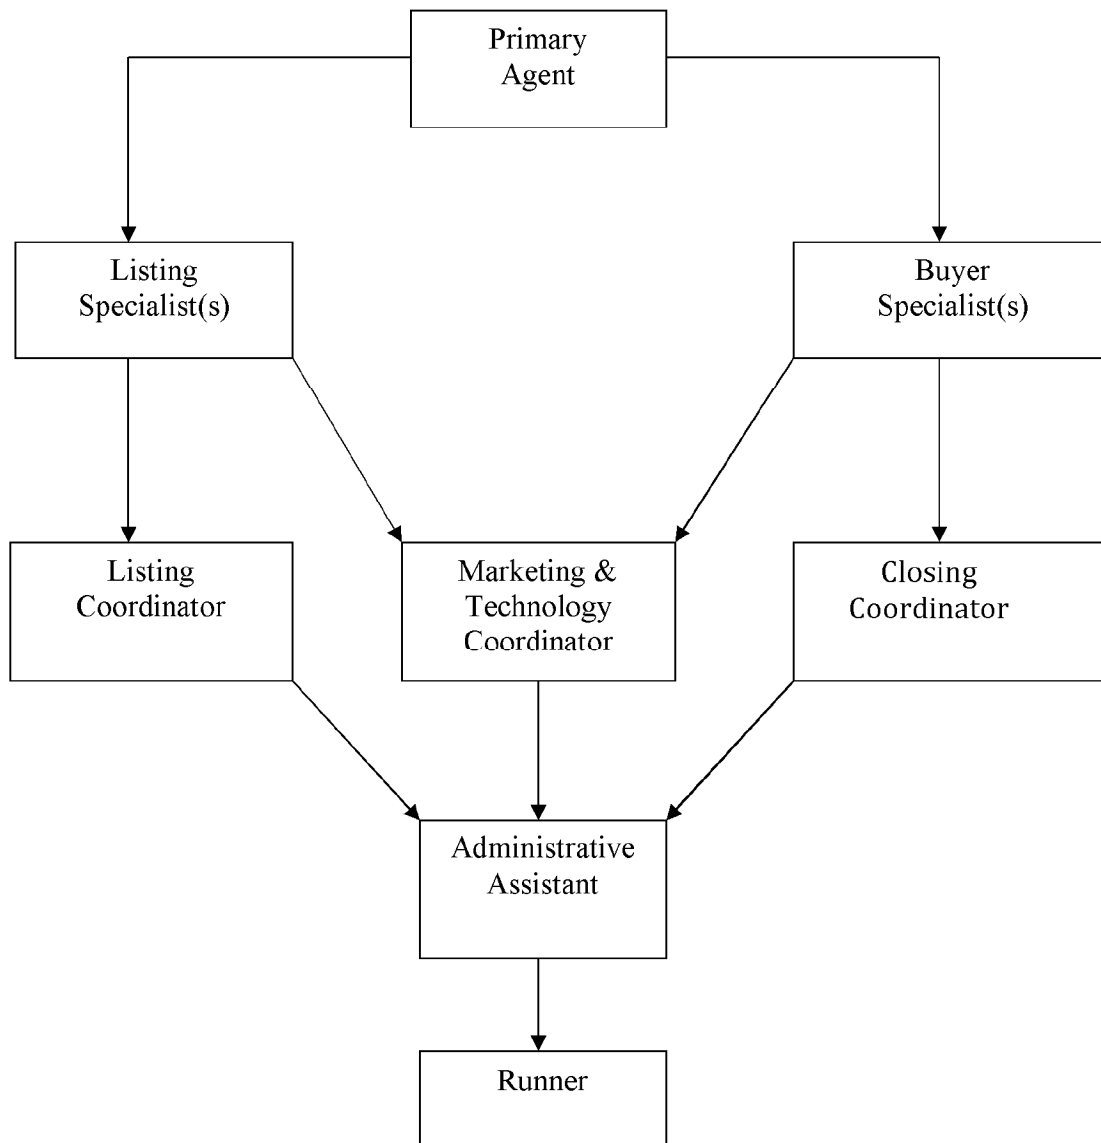 Primary
Agent
Listing
Specialist(s)
Buyer
Specialist(s)
Listing
Coordinator
Marketing &
Technology
Coordinator
Closing
Coordinator
Administrative
Assistant
Runner